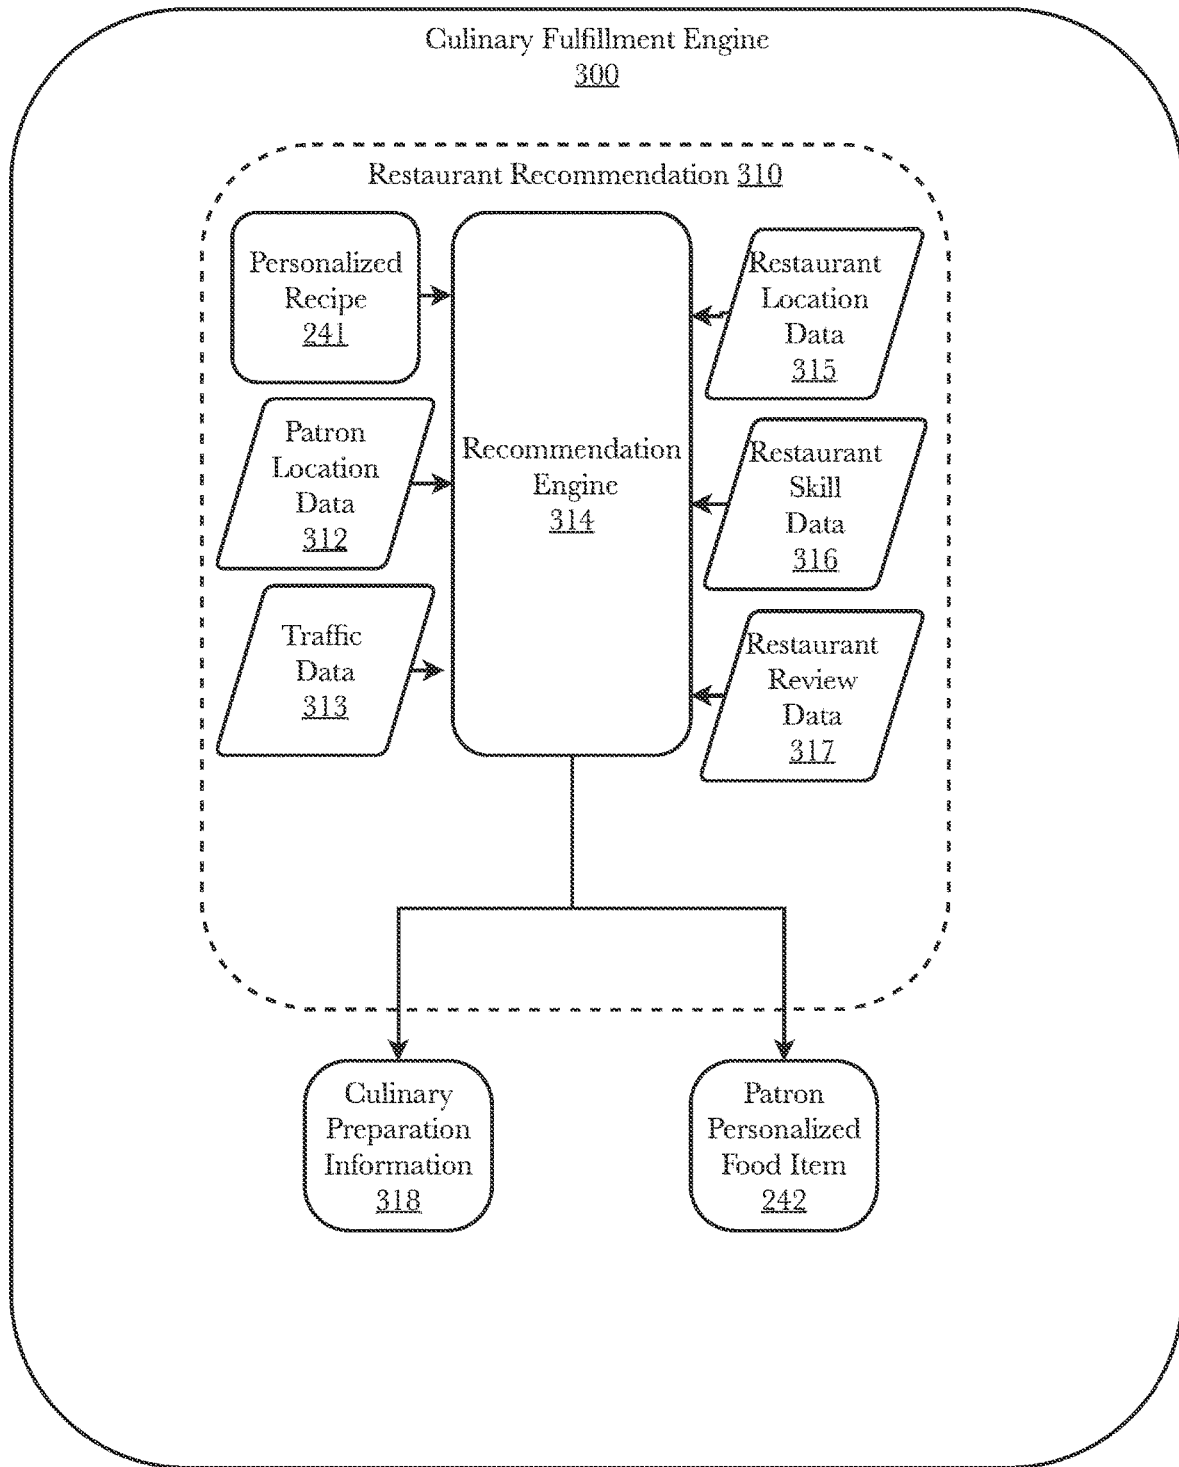 Culinary Fulfillment Engine
300
Restaurant Recommendation 310
Personalized
Recipe
241
Patron
Location
Data
312
Traffic
Data
313
Recommendation
Engine
314
Restaurant
Location
Data
315
Restaurant
Skill
Data
316
Restaurant
Review
Data
317
Culinary
Preparation
Information
318
Patron
Personalized
Food Item
242